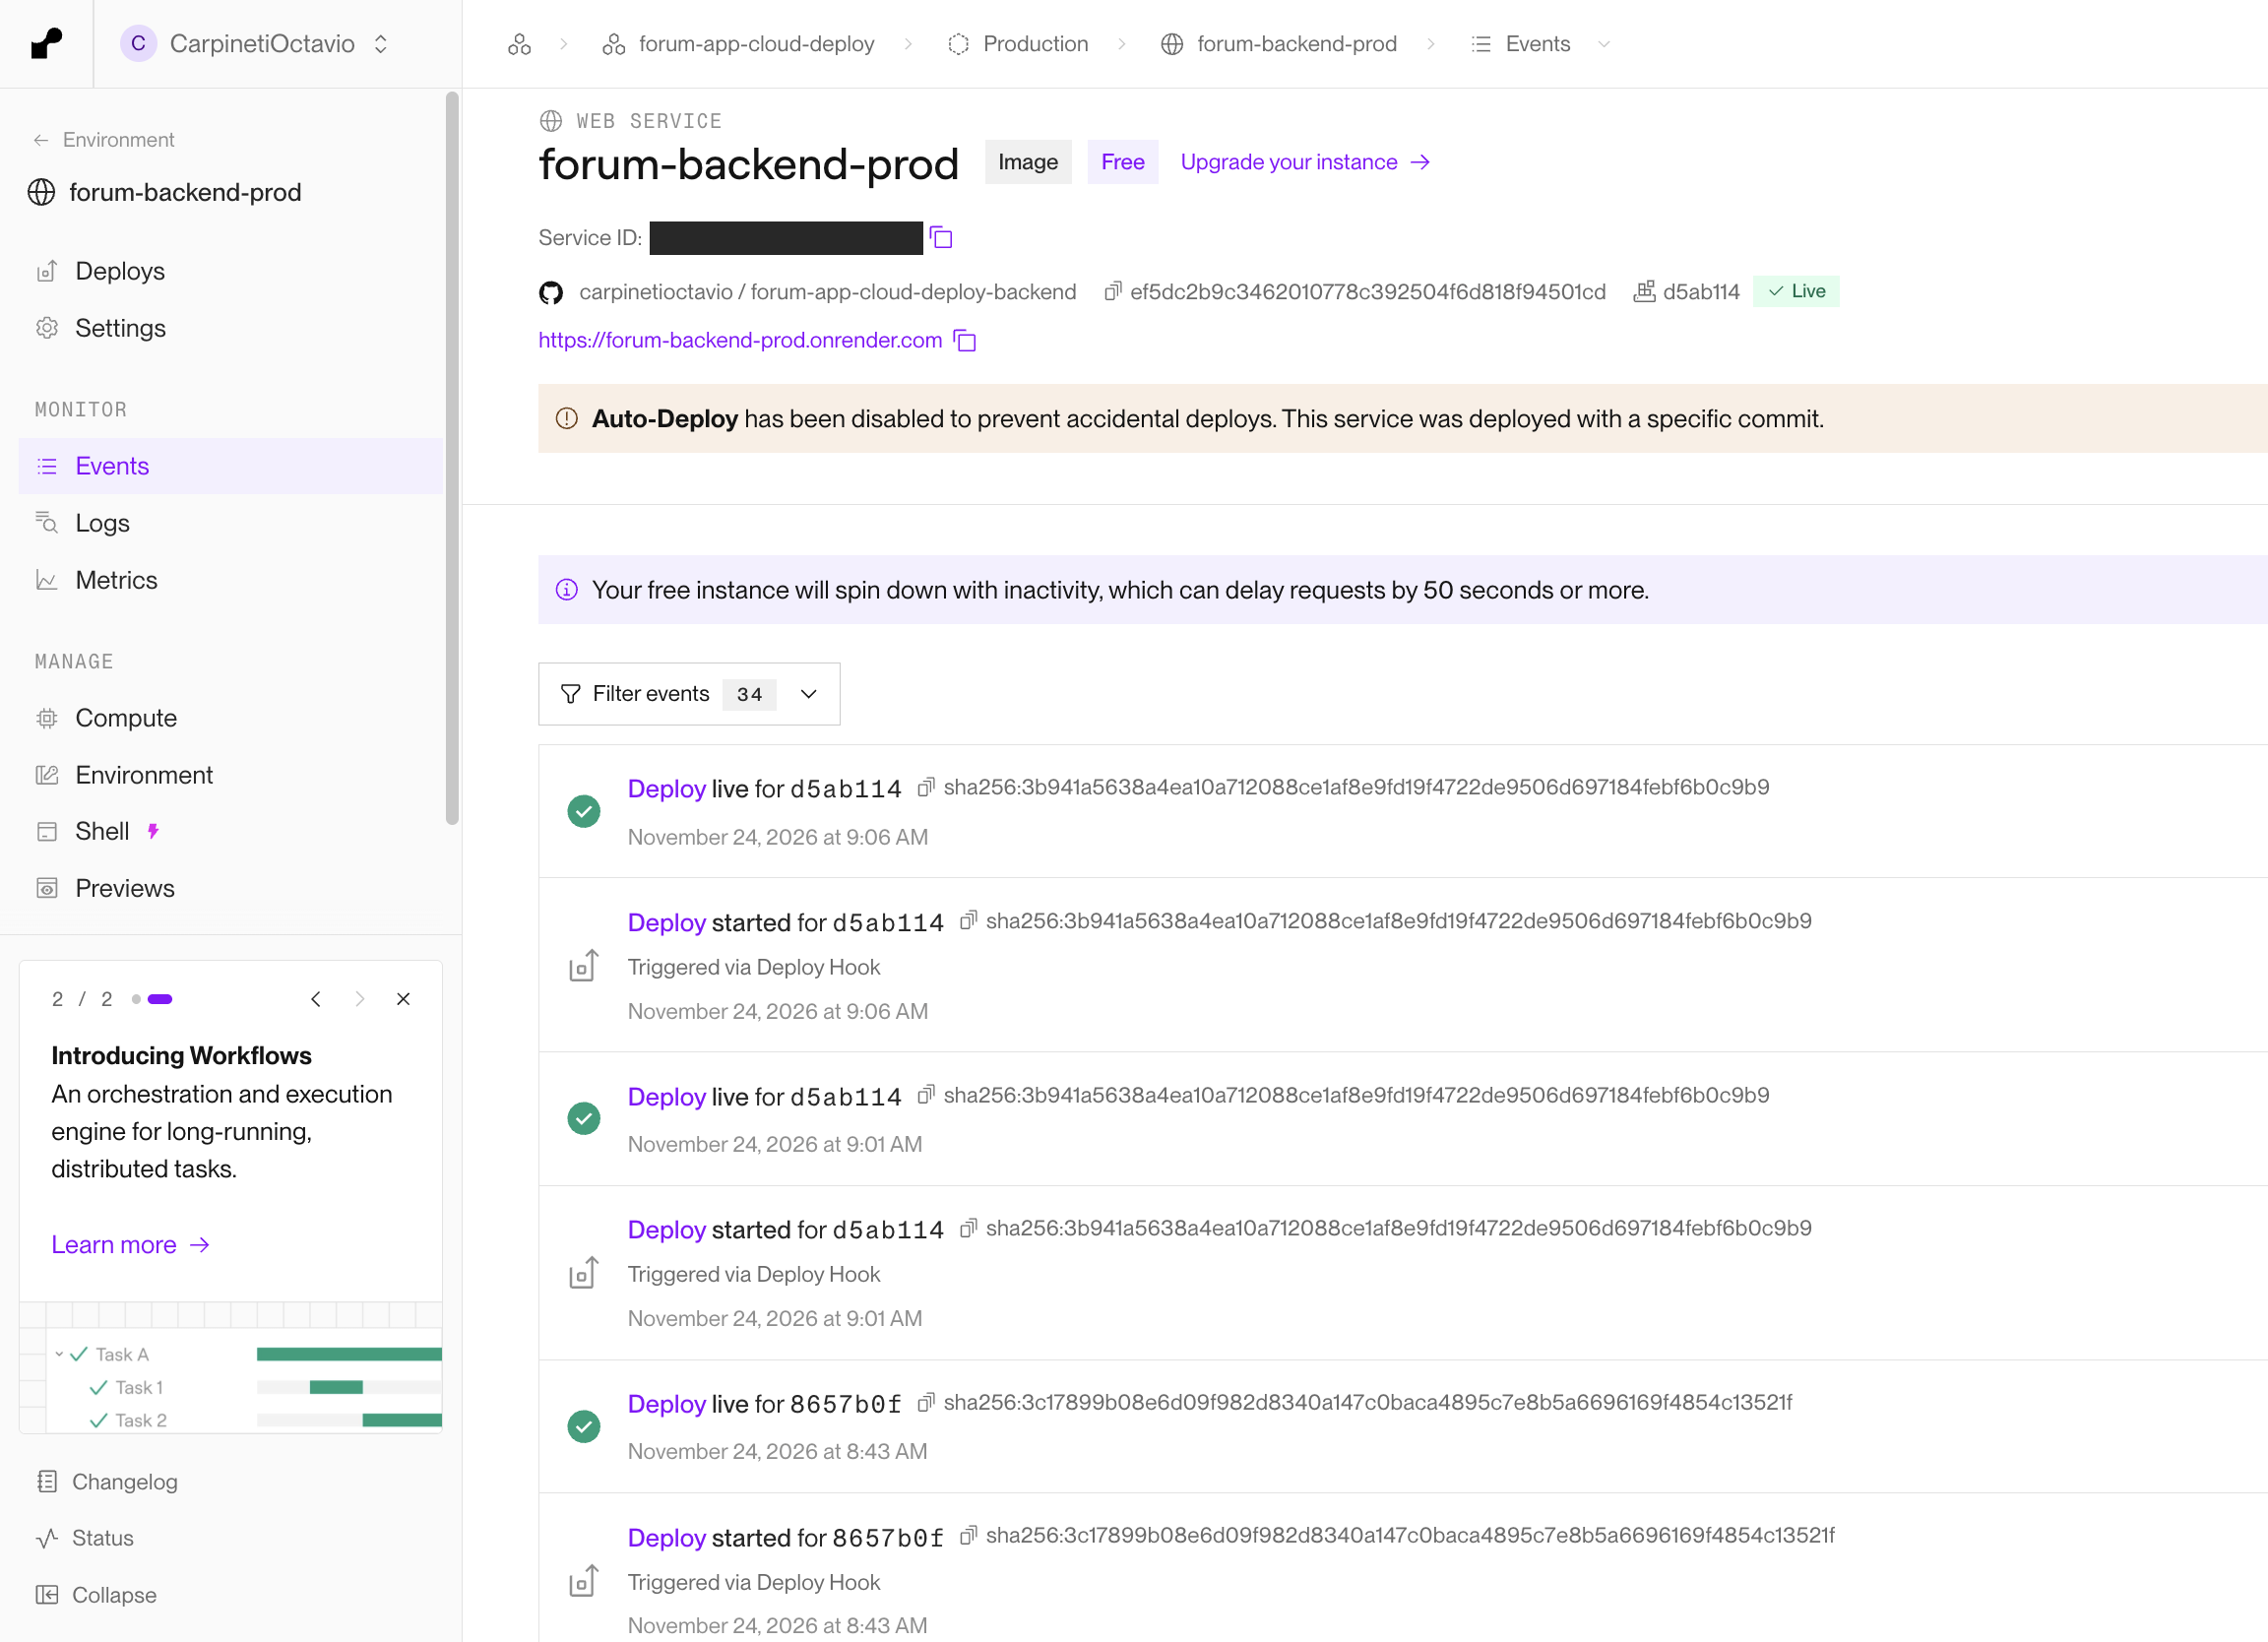 C CarpinetiOctavio
forum-app-cloud-deploy Production forum-backend-prod Events
Environment
forum-backend-prod
Deploys
Settings
MONITOR
Events
Logs
Metrics
MANAGE
Compute
Environment
Shell
Previews
2 / 2
Introducing Workflows
An orchestration and execution
engine for long-running,
distributed tasks.
Learn more
Task A
Task 1
Task 2
Changelog
Status
Collapse
WEB SERVICE
forum-backend-prod Image Free Upgrade your instance
Service ID:
carpinetioctavio / forum-app-cloud-deploy-backend ef5dc2b9c3462010778c392504f6d818f94501cd d5ab114 Live
https://forum-backend-prod.onrender.com
Auto-Deploy has been disabled to prevent accidental deploys. This service was deployed with a specific commit.
Your free instance will spin down with inactivity, which can delay requests by 50 seconds or more.
Filter events 34
Deploy live for d5ab114 sha256:3b941a5638a4ea10a712088ce1af8e9fd19f4722de9506d697184febf6b0c9b9
November 24, 2026 at 9:06 AM
Deploy started for d5ab114 sha256:3b941a5638a4ea10a712088ce1af8e9fd19f4722de9506d697184febf6b0c9b9
Triggered via Deploy Hook
November 24, 2026 at 9:06 AM
Deploy live for d5ab114 sha256:3b941a5638a4ea10a712088ce1af8e9fd19f4722de9506d697184febf6b0c9b9
November 24, 2026 at 9:01 AM
Deploy started for d5ab114 sha256:3b941a5638a4ea10a712088ce1af8e9fd19f4722de9506d697184febf6b0c9b9
Triggered via Deploy Hook
November 24, 2026 at 9:01 AM
Deploy live for 8657b0f sha256:3c17899b08e6d09f982d8340a147c0baca4895c7e8b5a6696169f4854c13521f
November 24, 2026 at 8:43 AM
Deploy started for 8657b0f sha256:3c17899b08e6d09f982d8340a147c0baca4895c7e8b5a6696169f4854c13521f
Triggered via Deploy Hook
November 24, 2026 at 8:43 AM